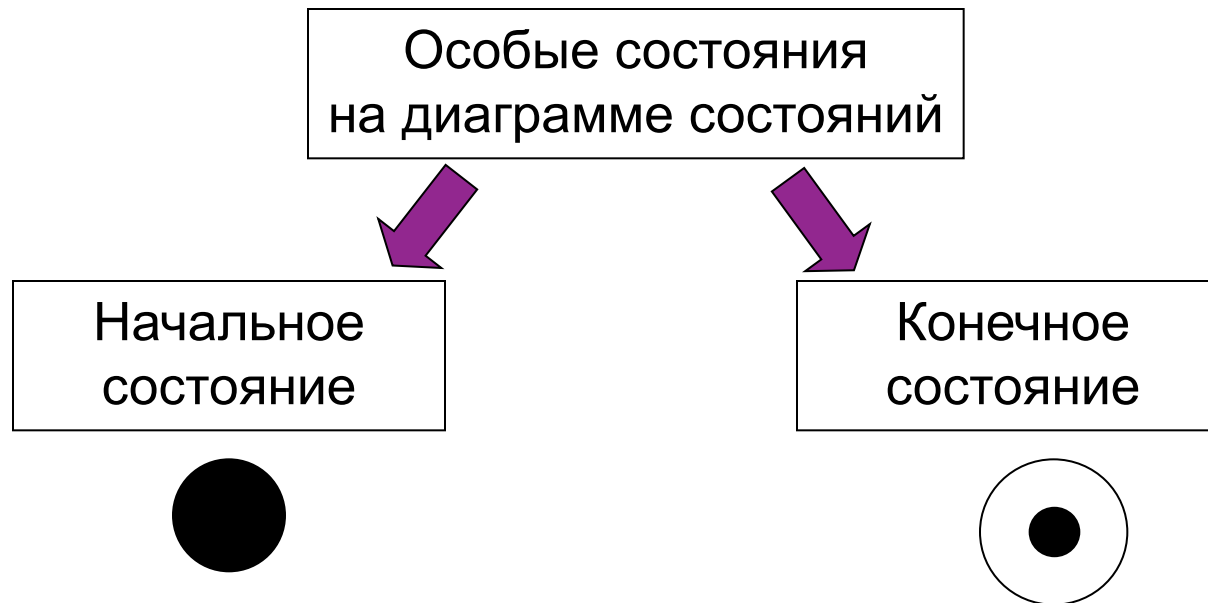 Особые состояния
на диаграмме состояний
Начальное
состояние
Конечное
состояние